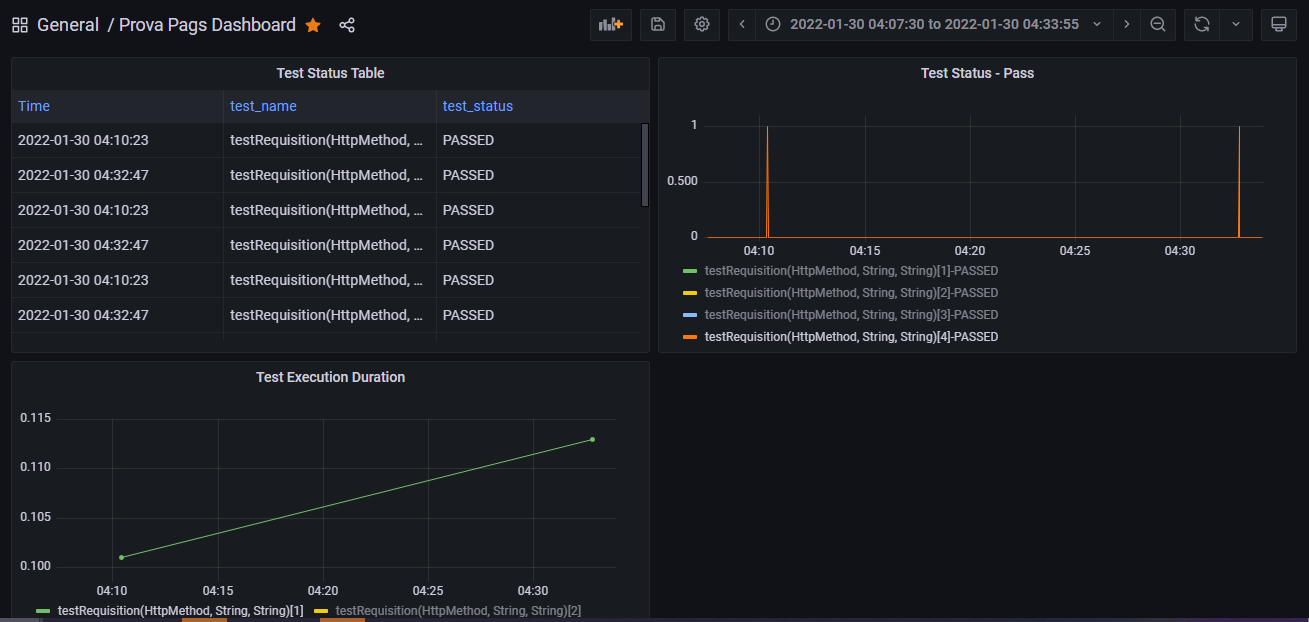 General / Prova Pags Dashboard
2022-01-30 04:07:30 to 2022-01-30 04:33:55
Test Status Table
Time test_name test_status
2022-01-30 04:10:23 testRequisition(HttpMethod, ... PASSED
2022-01-30 04:32:47 testRequisition(HttpMethod, ... PASSED
2022-01-30 04:10:23 testRequisition(HttpMethod, ... PASSED
2022-01-30 04:32:47 testRequisition(HttpMethod, ... PASSED
2022-01-30 04:10:23 testRequisition(HttpMethod, ... PASSED
2022-01-30 04:32:47 testRequisition(HttpMethod, ... PASSED
Test Status - Pass
1
0.500
0
04:10 04:15 04:20 04:25 04:30
testRequisition(HttpMethod, String, String)[1]-PASSED
testRequisition(HttpMethod, String, String)[2]-PASSED
testRequisition(HttpMethod, String, String)[3]-PASSED
testRequisition(HttpMethod, String, String)[4]-PASSED
Test Execution Duration
0.115
0.110
0.105
0.100
04:10 04:15 04:20 04:25 04:30
testRequisition(HttpMethod, String, String)[1] testRequisition(HttpMethod, String, String)[2]